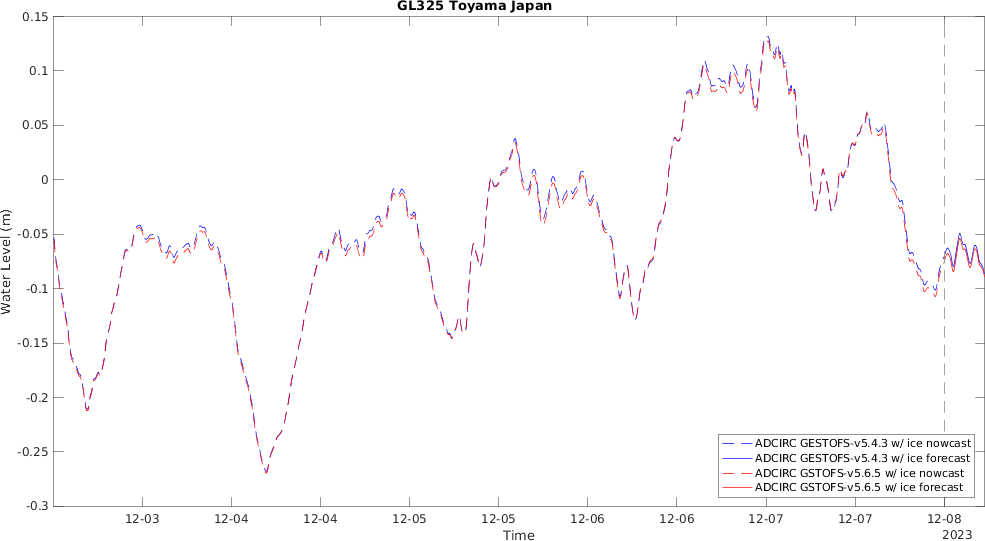 GL325 Toyama Japan
0.15
0.1
0.05
0
-0.05
-0.1
-0.15
-0.2
-0.25
-0.3
Water Level (m)
ADCIRC GESTOFS-v5.4.3 w/ ice nowcast
ADCIRC GESTOFS-v5.4.3 w/ ice forecast
ADCIRC GSTOFS-v5.6.5 w/ ice nowcast
ADCIRC GSTOFS-v5.6.5 w/ ice forecast
12-03 12-04 12-04 12-05 12-05 12-06 12-06 12-07 12-07 12-08
2023
Time